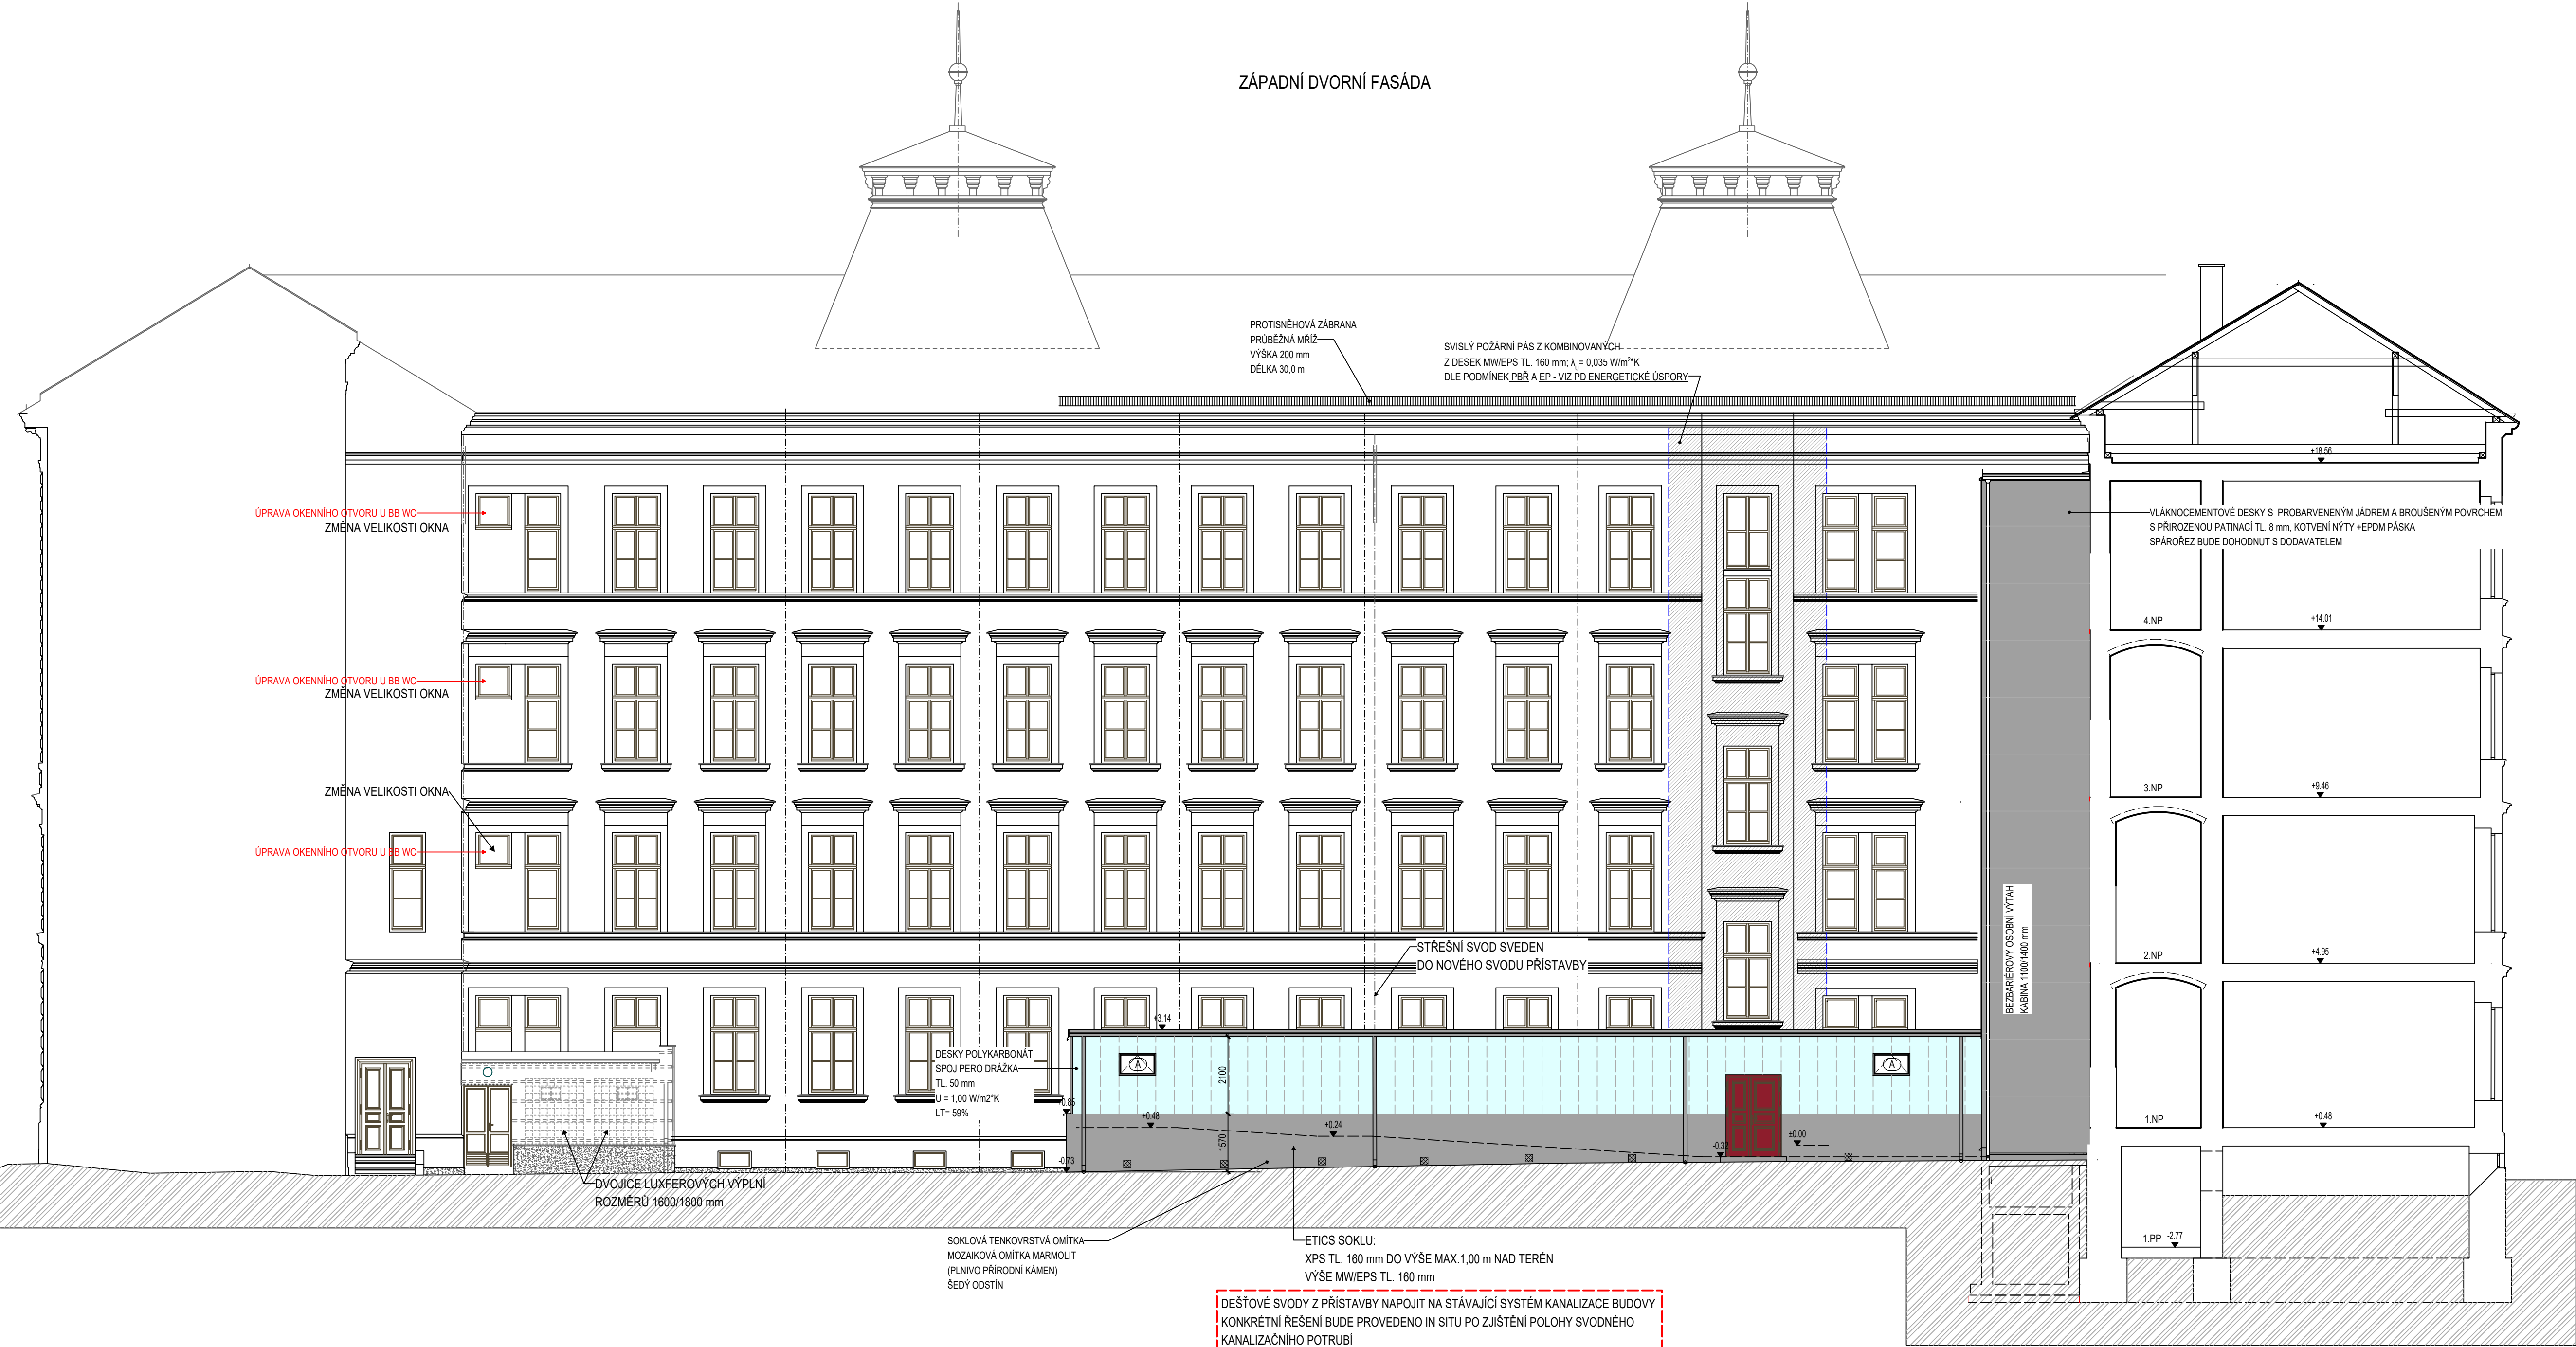 ZÁPADNÍ DVORNÍ FASÁDA
PROTISNĚHOVÁ ZÁBRANA
PRŮBĚŽNÁ MŘÍŽ
VÝŠKA 200 mm
DÉLKA 30,0 m
SVISLÝ POŽÁRNÍ PÁS Z KOMBINOVANÝCH
Z DESEK MW/EPS TL. 160 mm; λU= 0,035 W/m²*K
DLE PODMÍNEK PBŘ A EP - VIZ PD ENERGETICKÉ ÚSPORY
+18.56
ÚPRAVA OKENNÍHO OTVORU U BB WC
ZMĚNA VELIKOSTI OKNA
VLÁKNOCEMENTOVÉ DESKY S PROBARVENENÝM JÁDREM A BROUŠENÝM POVRCHEM
S PŘIROZENOU PATINACÍ TL. 8 mm, KOTVENÍ NÝTY +EPDM PÁSKA
SPÁROŘEZ BUDE DOHODNUT S DODAVATELEM
4.NP
+14.01
ÚPRAVA OKENNÍHO OTVORU U BB WC
ZMĚNA VELIKOSTI OKNA
ZMĚNA VELIKOSTI OKNA
3.NP
+9.46
ÚPRAVA OKENNÍHO OTVORU U BB WC
BEZBARIÉROVÝ OSOBNÍ VÝTAH
KABINA 1100/1400 mm
STŘEŠNÍ SVOD SVEDEN
DO NOVÉHO SVODU PŘÍSTAVBY
2.NP
+4.95
+3.14
DESKY POLYKARBONÁT
SPOJ PERO DRÁŽKA
TL. 50 mm
U = 1,00 W/m2*K
LT= 59%
A
A
2100
+0.85
+0.48
+0.24
1570
-0.32
±0.00
-0.73
1.NP
+0.48
DVOJICE LUXFEROVÝCH VÝPLNÍ
ROZMĚRŮ 1600/1800 mm
SOKLOVÁ TENKOVRSTVÁ OMÍTKA
MOZAIKOVÁ OMÍTKA MARMOLIT
(PLNIVO PŘÍRODNÍ KÁMEN)
ŠEDÝ ODSTÍN
ETICS SOKLU:
XPS TL. 160 mm DO VÝŠE MAX.1,00 m NAD TERÉN
VÝŠE MW/EPS TL. 160 mm
1.PP -2.77
DEŠŤOVÉ SVODY Z PŘÍSTAVBY NAPOJIT NA STÁVAJÍCÍ SYSTÉM KANALIZACE BUDOVY
KONKRÉTNÍ ŘEŠENÍ BUDE PROVEDENO IN SITU PO ZJIŠTĚNÍ POLOHY SVODNÉHO
KANALIZAČNÍHO POTRUBÍ